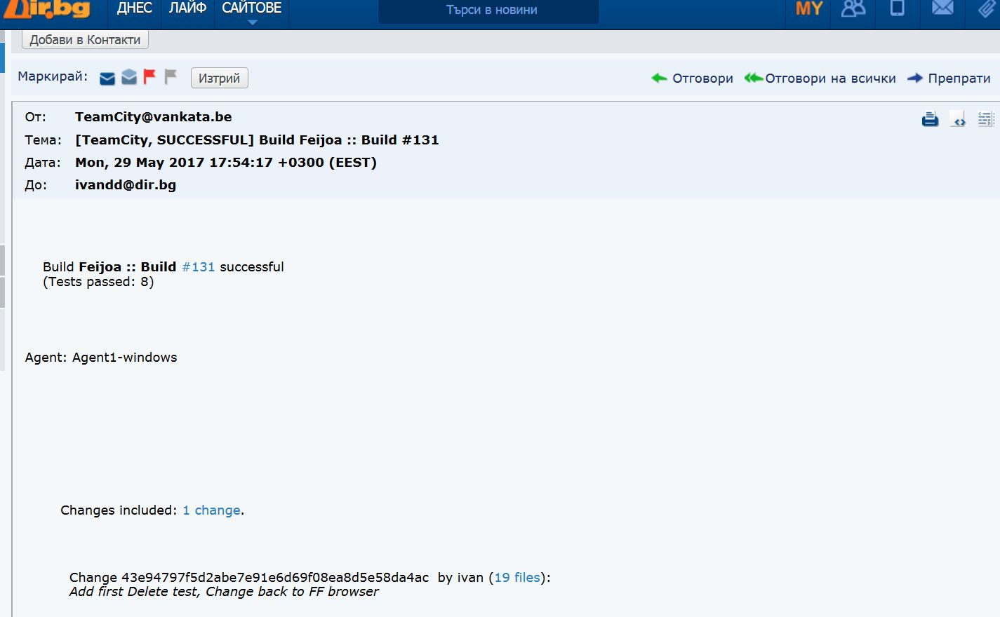 Dir.bg ДНЕС ЛАЙФ САЙТОВЕ Търси в новини MY
Добави в Контакти
Маркирай: Изтрий Отговори Отговори на всички Препрати
От: TeamCity@vankata.be
Тема: [TeamCity, SUCCESSFUL] Build Feijoa :: Build #131
Дата: Mon, 29 May 2017 17:54:17 +0300 (EEST)
До: ivandd@dir.bg
Build Feijoa :: Build #131 successful
(Tests passed: 8)
Agent: Agent1-windows
Changes included: 1 change.
Change 43e94797f5d2abe7e91e6d69f08ea8d5e58da4ac by ivan (19 files):
Add first Delete test, Change back to FF browser